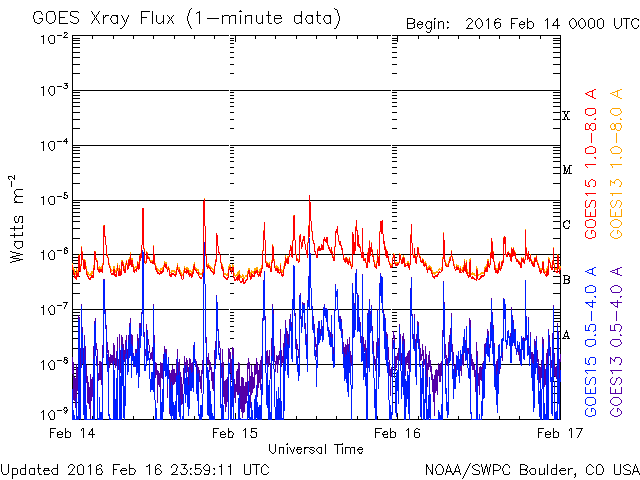 GOES Xray Flux (1-minute data)
Begin: 2016 Feb 14 0000 UTC
10-2
10-3
10-4
10-5
10-6
10-7
10-8
10-9
Watts m-2
X
M
C
B
A
GOES15 1.0-8.0 A
GOES13 1.0-8.0 A
GOES15 0.5-4.0 A
GOES13 0.5-4.0 A
Feb 14
Feb 15
Feb 16
Feb 17
Universal Time
Updated 2016 Feb 16 23:59:11 UTC
NOAA/SWPC Boulder, CO USA